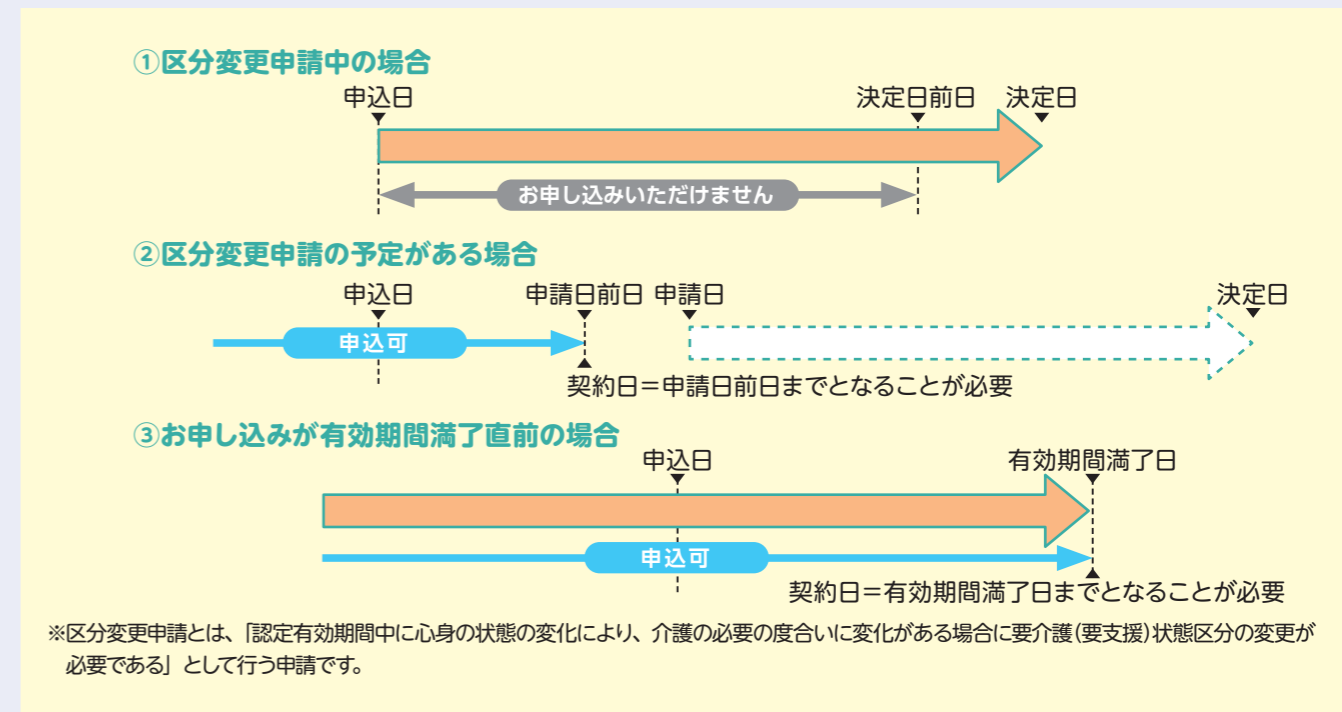 ①区分変更申請中の場合
申込日
決定日前日
決定日
お申し込みいただけません
②区分変更申請の予定がある場合
申込日
申請日前日
申請日
決定日
申込可
契約日＝申請日前日までとなることが必要
③お申し込みが有効期間満了直前の場合
申込日
有効期間満了日
申込可
契約日＝有効期間満了日までとなることが必要
※区分変更申請とは、「認定有効期間中に心身の状態の変化により、介護の必要の度合いに変化がある場合に要介護(要支援)状態区分の変更が
必要である」として行う申請です。